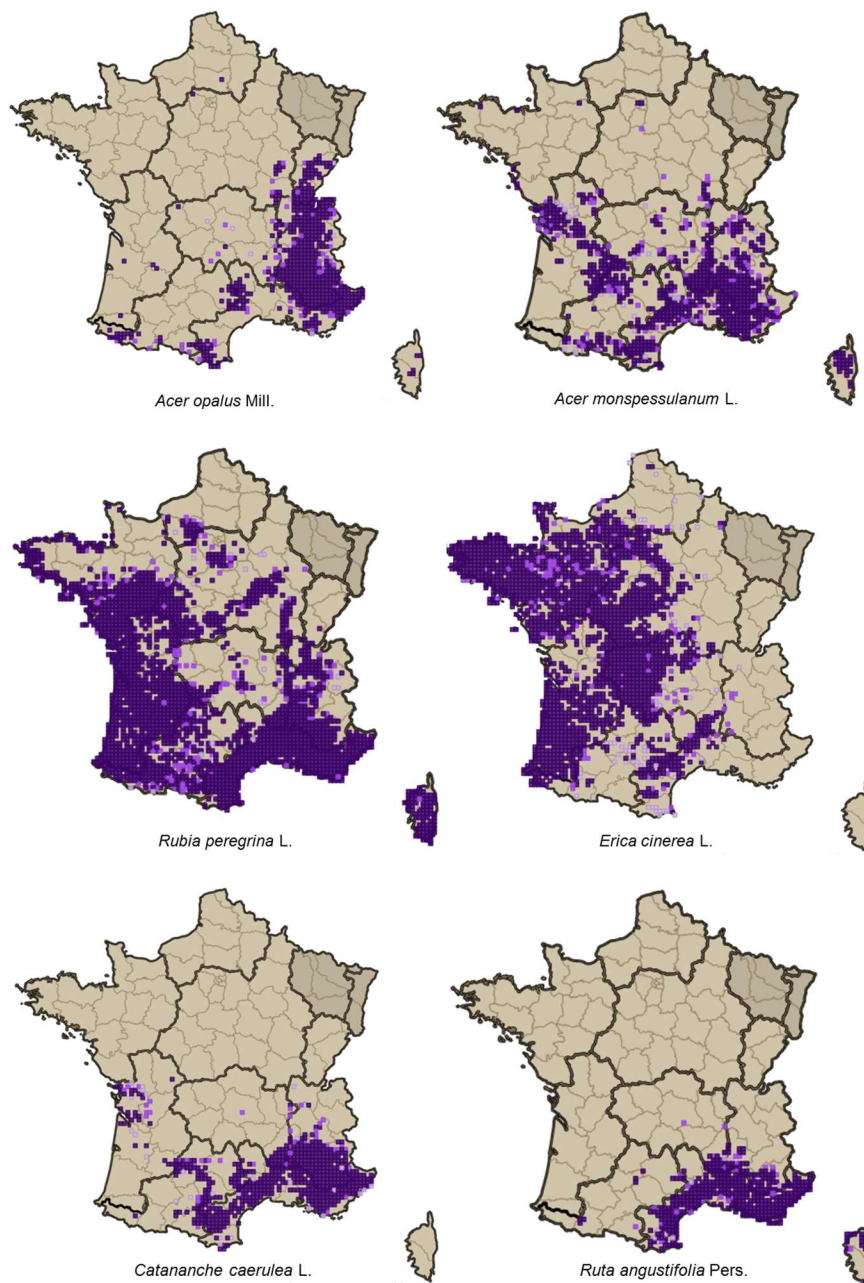 Acer opalus Mill.
Acer monspessulanum L.
Rubia peregrina L.
Erica cinerea L.
Catananche caerulea L.
Ruta angustifolia Pers.